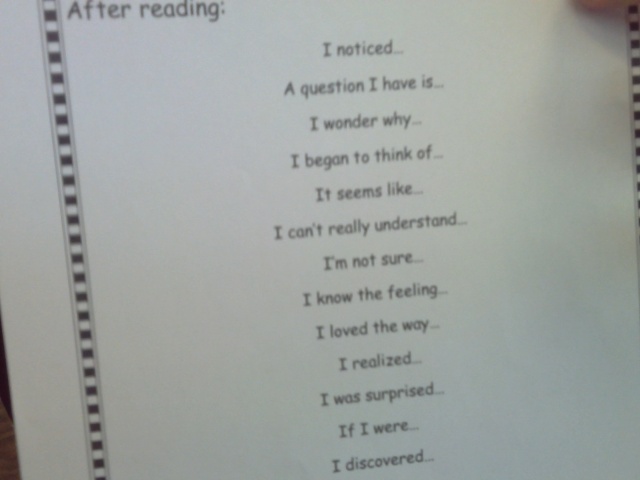 After reading:
I noticed...
A question I have is...
I wonder why...
I began to think of...
It seems like...
I can't really understand...
I'm not sure...
I know the feeling...
I loved the way...
I realized...
I was surprised...
If I were...
I discovered...